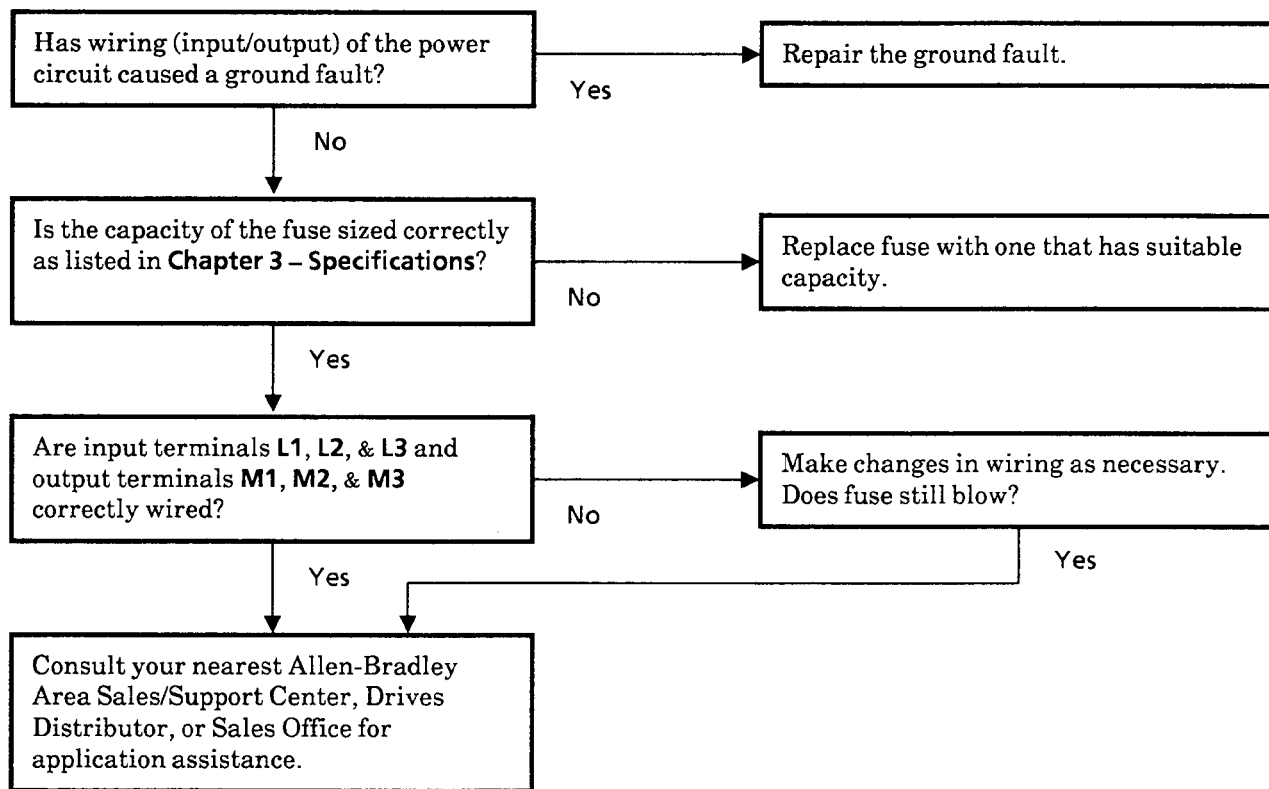 Has wiring (input/output) of the power
circuit caused a ground fault?
Yes
Repair the ground fault.
No
Is the capacity of the fuse sized correctly
as listed in Chapter 3 – Specifications?
No
Replace fuse with one that has suitable
capacity.
Yes
Are input terminals L1, L2, & L3 and
output terminals M1, M2, & M3
correctly wired?
No
Make changes in wiring as necessary.
Does fuse still blow?
Yes
Yes
Consult your nearest Allen-Bradley
Area Sales/Support Center, Drives
Distributor, or Sales Office for
application assistance.